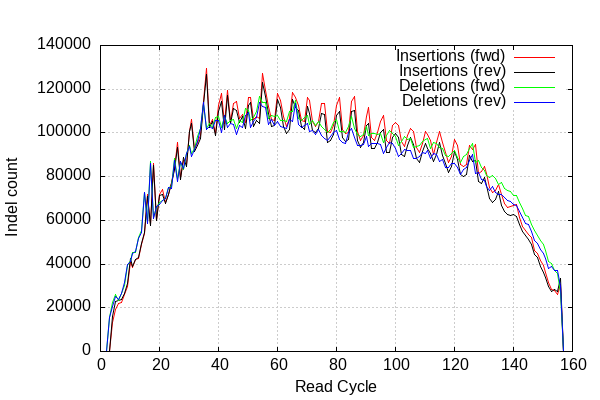 140000
120000
100000
80000
60000
40000
20000
0
Indel count
Insertions (fwd)
Insertions (rev)
Deletions (fwd)
Deletions (rev)
0 20 40 60 80 100 120 140 160
Read Cycle